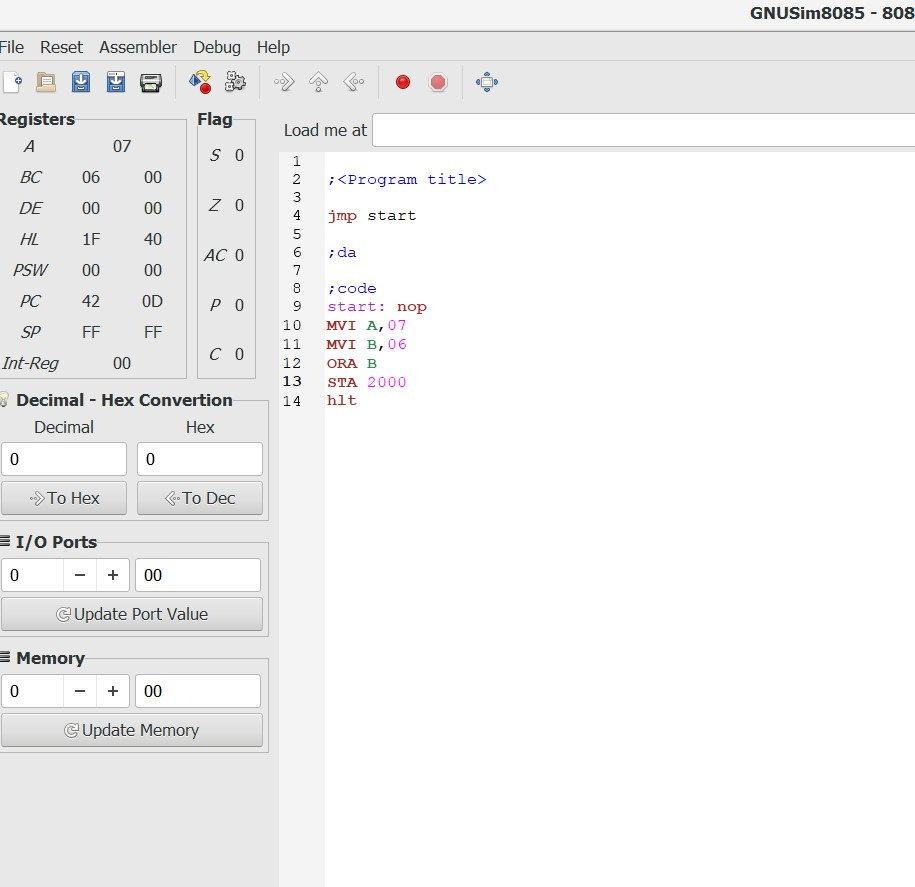 GNUSim8085 - 808
File Reset Assembler Debug Help
Registers
A 07
BC 06 00
DE 00 00
HL 1F 40
PSW 00 00
PC 42 0D
SP FF FF
Int-Reg 00
Flag
S 0
Z 0
AC 0
P 0
C 0
Decimal - Hex Convertion
Decimal Hex
0 0
To Hex To Dec
I/O Ports
0 − + 00
Update Port Value
Memory
0 − + 00
Update Memory
Load me at
1
2 ;<Program title>
3
4 jmp start
5
6 ;da
7
8 ;code
9 start: nop
10 MVI A,07
11 MVI B,06
12 ORA B
13 STA 2000
14 hlt